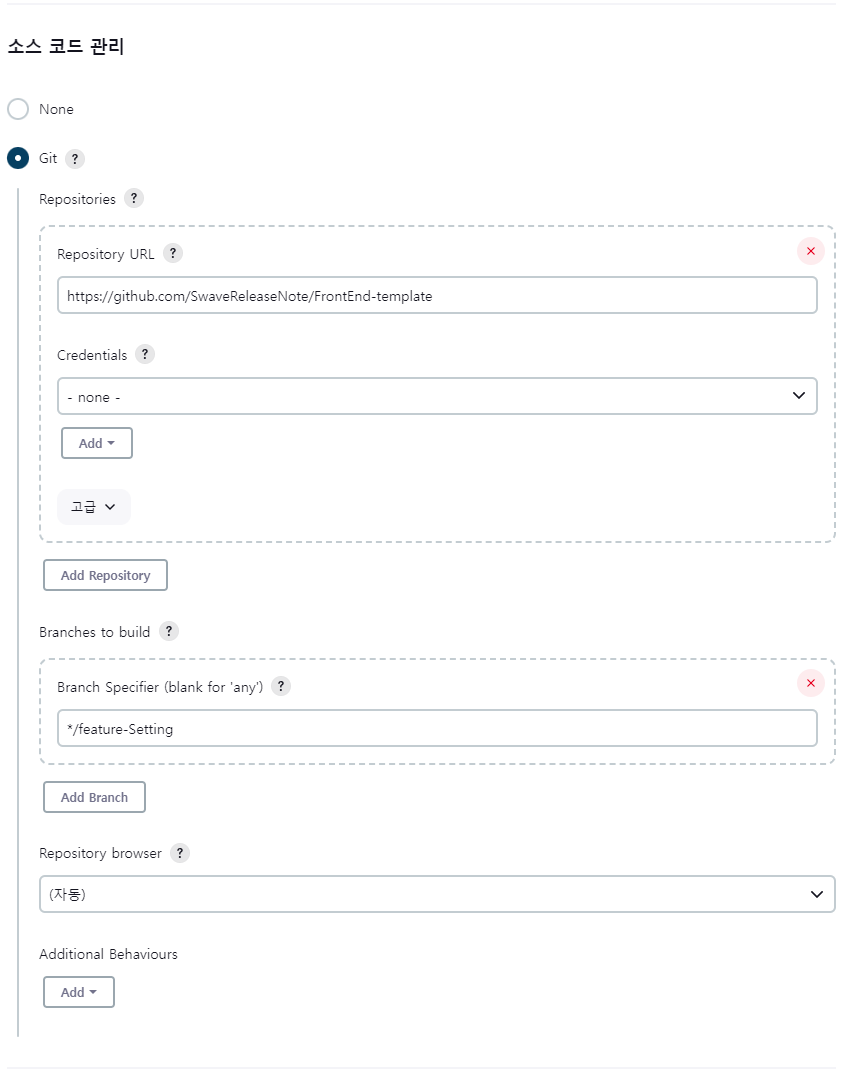 소스 코드 관리
None
Git ?
Repositories ?
Repository URL ?
https://github.com/SwaveReleaseNote/FrontEnd-template
Credentials ?
- none -
Add
고급
Add Repository
Branches to build ?
Branch Specifier (blank for 'any') ?
*/feature-Setting
Add Branch
Repository browser ?
(자동)
Additional Behaviours
Add